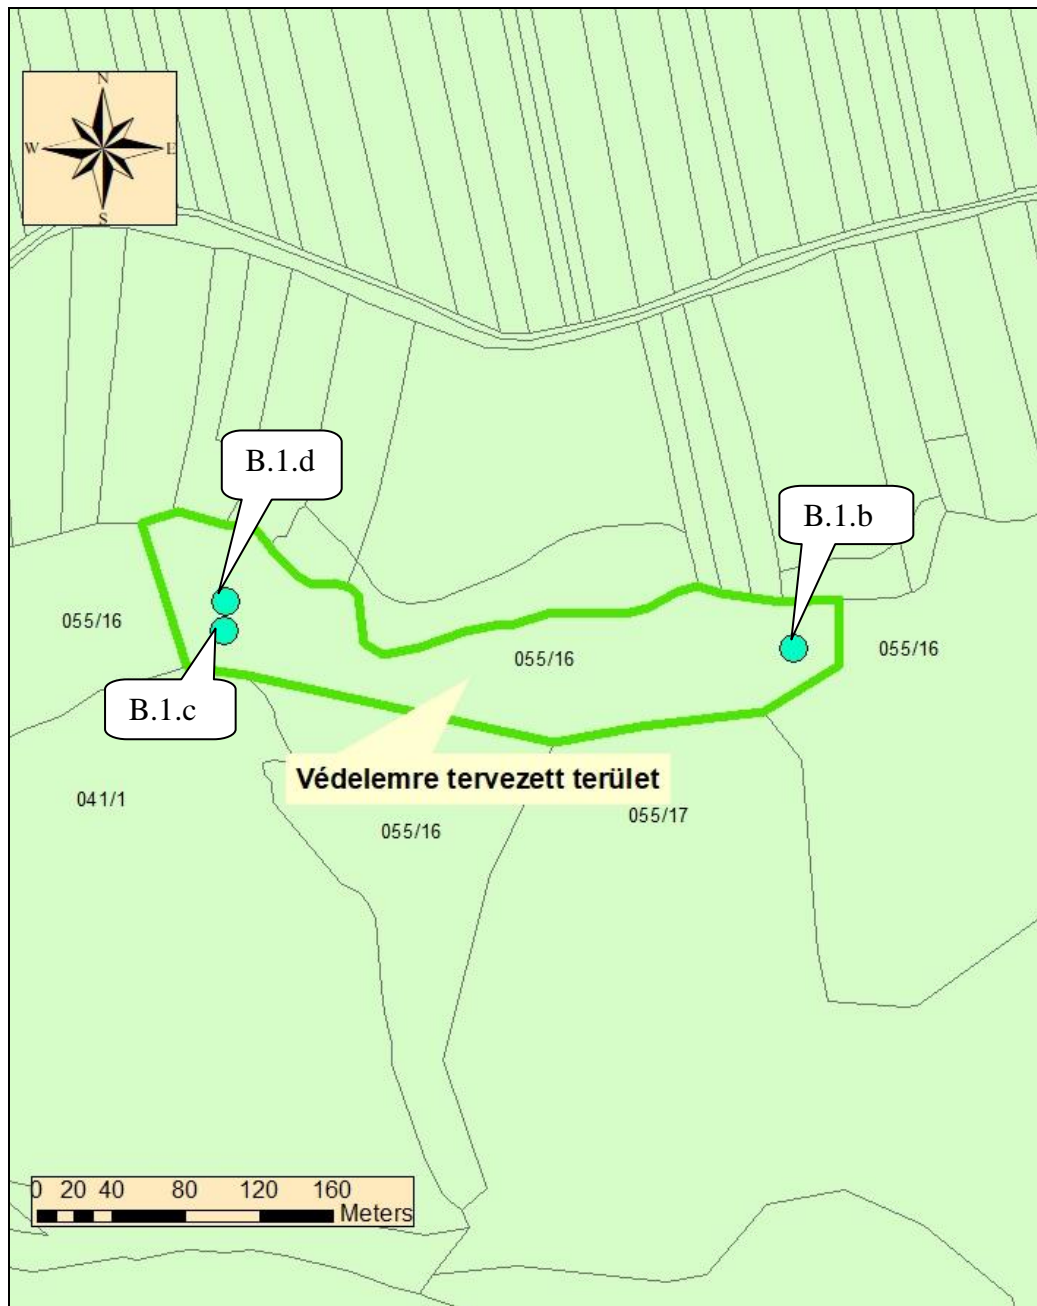 N
W E
S
B.1.d
B.1.b
055/16
055/16
055/16
B.1.c
Védelemre tervezett terület
041/1
055/16
055/17
0 20 40 80 120 160
Meters